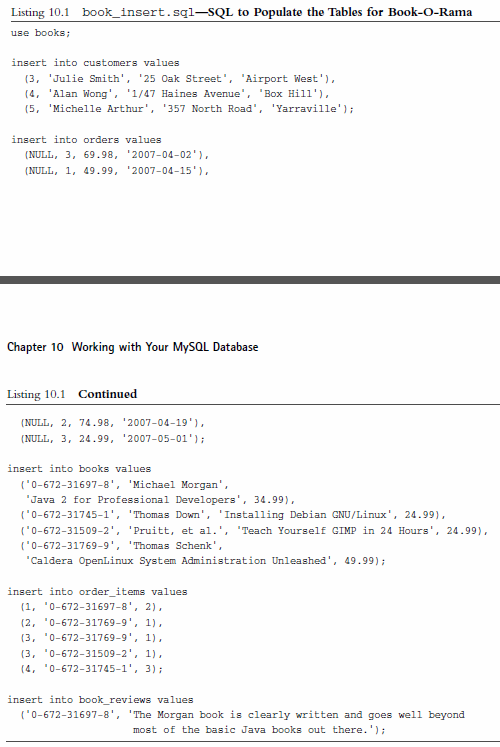 Listing 10.1 book_insert.sql—SQL to Populate the Tables for Book-O-Rama
use books;
insert into customers values
(3, 'Julie Smith', '25 Oak Street', 'Airport West'),
(4, 'Alan Wong', '1/47 Haines Avenue', 'Box Hill'),
(5, 'Michelle Arthur', '357 North Road', 'Yarraville');
insert into orders values
(NULL, 3, 69.98, '2007-04-02'),
(NULL, 1, 49.99, '2007-04-15'),
Chapter 10 Working with Your MySQL Database
Listing 10.1 Continued
(NULL, 2, 74.98, '2007-04-19'),
(NULL, 3, 24.99, '2007-05-01');
insert into books values
('0-672-31697-8', 'Michael Morgan',
'Java 2 for Professional Developers', 34.99),
('0-672-31745-1', 'Thomas Down', 'Installing Debian GNU/Linux', 24.99),
('0-672-31509-2', 'Pruitt, et al.', 'Teach Yourself GIMP in 24 Hours', 24.99),
('0-672-31769-9', 'Thomas Schenk',
'Caldera OpenLinux System Administration Unleashed', 49.99);
insert into order_items values
(1, '0-672-31697-8', 2),
(2, '0-672-31769-9', 1),
(3, '0-672-31769-9', 1),
(3, '0-672-31509-2', 1),
(4, '0-672-31745-1', 3);
insert into book_reviews values
('0-672-31697-8', 'The Morgan book is clearly written and goes well beyond
most of the basic Java books out there.');